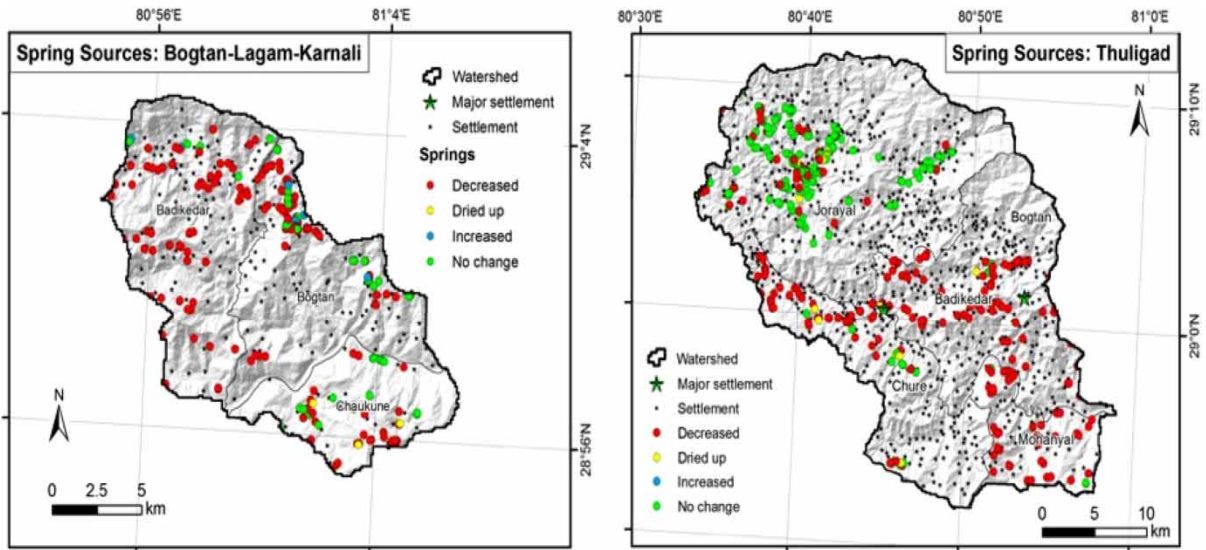 80°56'E
81°4'E
Spring Sources: Bogtan-Lagam-Karnali
Watershed
Major settlement
Settlement
Springs
Decreased
Dried up
Increased
No change
29°4'N
28°56'N
Badikedar
Bogtan
Chaukune
N
0 2.5 5
km
80°30'E
80°40'E
80°50'E
81°0'E
Spring Sources: Thuligad
N
29°10'N
29°0'N
Jorayal
Bogtan
Badikedar
Chure
Mohanyal
Watershed
Major settlement
Settlement
Decreased
Dried up
Increased
No change
0 5 10
km